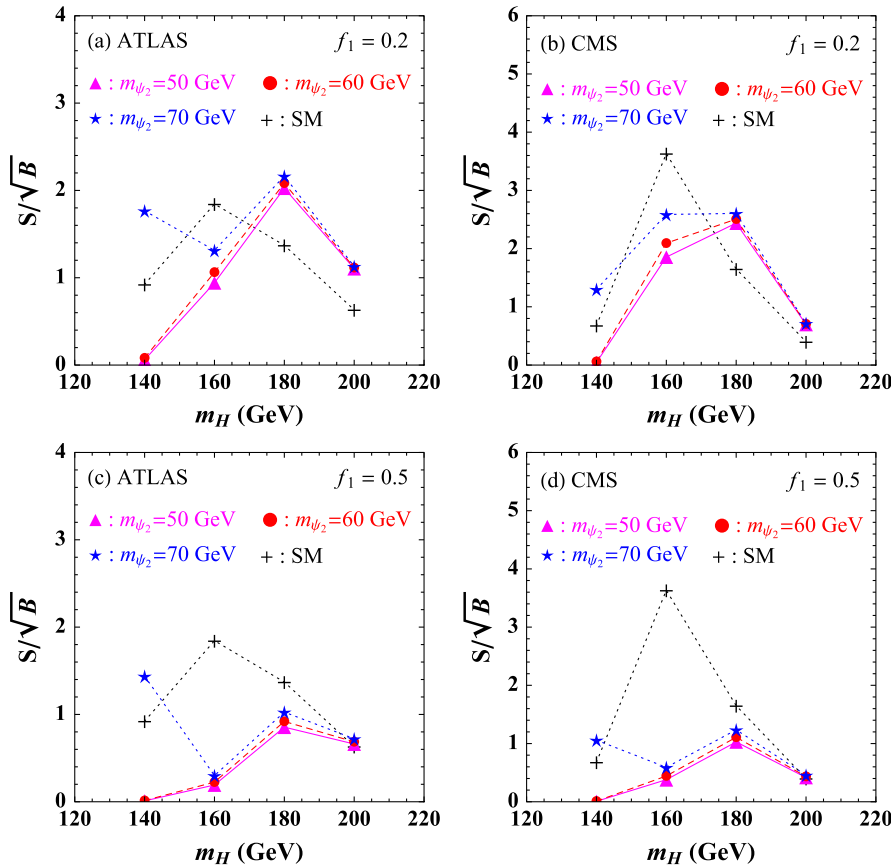 (a) ATLAS f₁ = 0.2
▲ : mψ₂=50 GeV ● : mψ₂=60 GeV
★ : mψ₂=70 GeV + : SM
S/√B
4
3
2
1
0
120 140 160 180 200 220
m_H (GeV)
(b) CMS f₁ = 0.2
▲ : mψ₂=50 GeV ● : mψ₂=60 GeV
★ : mψ₂=70 GeV + : SM
S/√B
6
5
4
3
2
1
0
120 140 160 180 200 220
m_H (GeV)
(c) ATLAS f₁ = 0.5
▲ : mψ₂=50 GeV ● : mψ₂=60 GeV
★ : mψ₂=70 GeV + : SM
S/√B
4
3
2
1
0
120 140 160 180 200 220
m_H (GeV)
(d) CMS f₁ = 0.5
▲ : mψ₂=50 GeV ● : mψ₂=60 GeV
★ : mψ₂=70 GeV + : SM
S/√B
6
5
4
3
2
1
0
120 140 160 180 200 220
m_H (GeV)